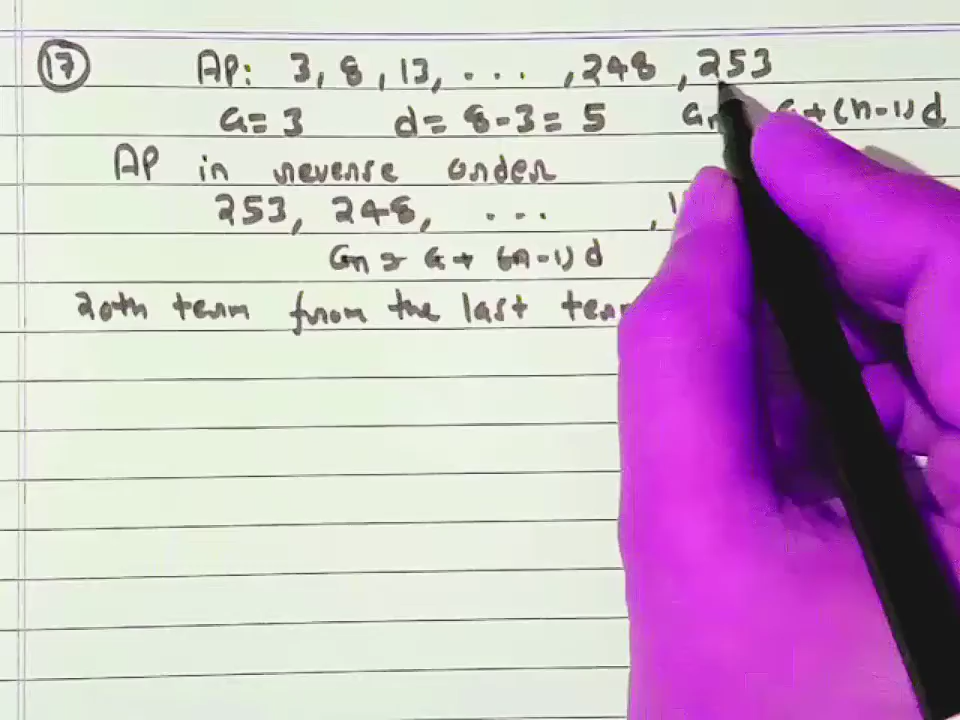 17 AP: 3, 8, 13, ... , 248, 253
a = 3 d = 8-3 = 5 a+(n-1)d
AP in reverse order
253, 248, ... ,
an = a + (n-1)d
20th term from the last